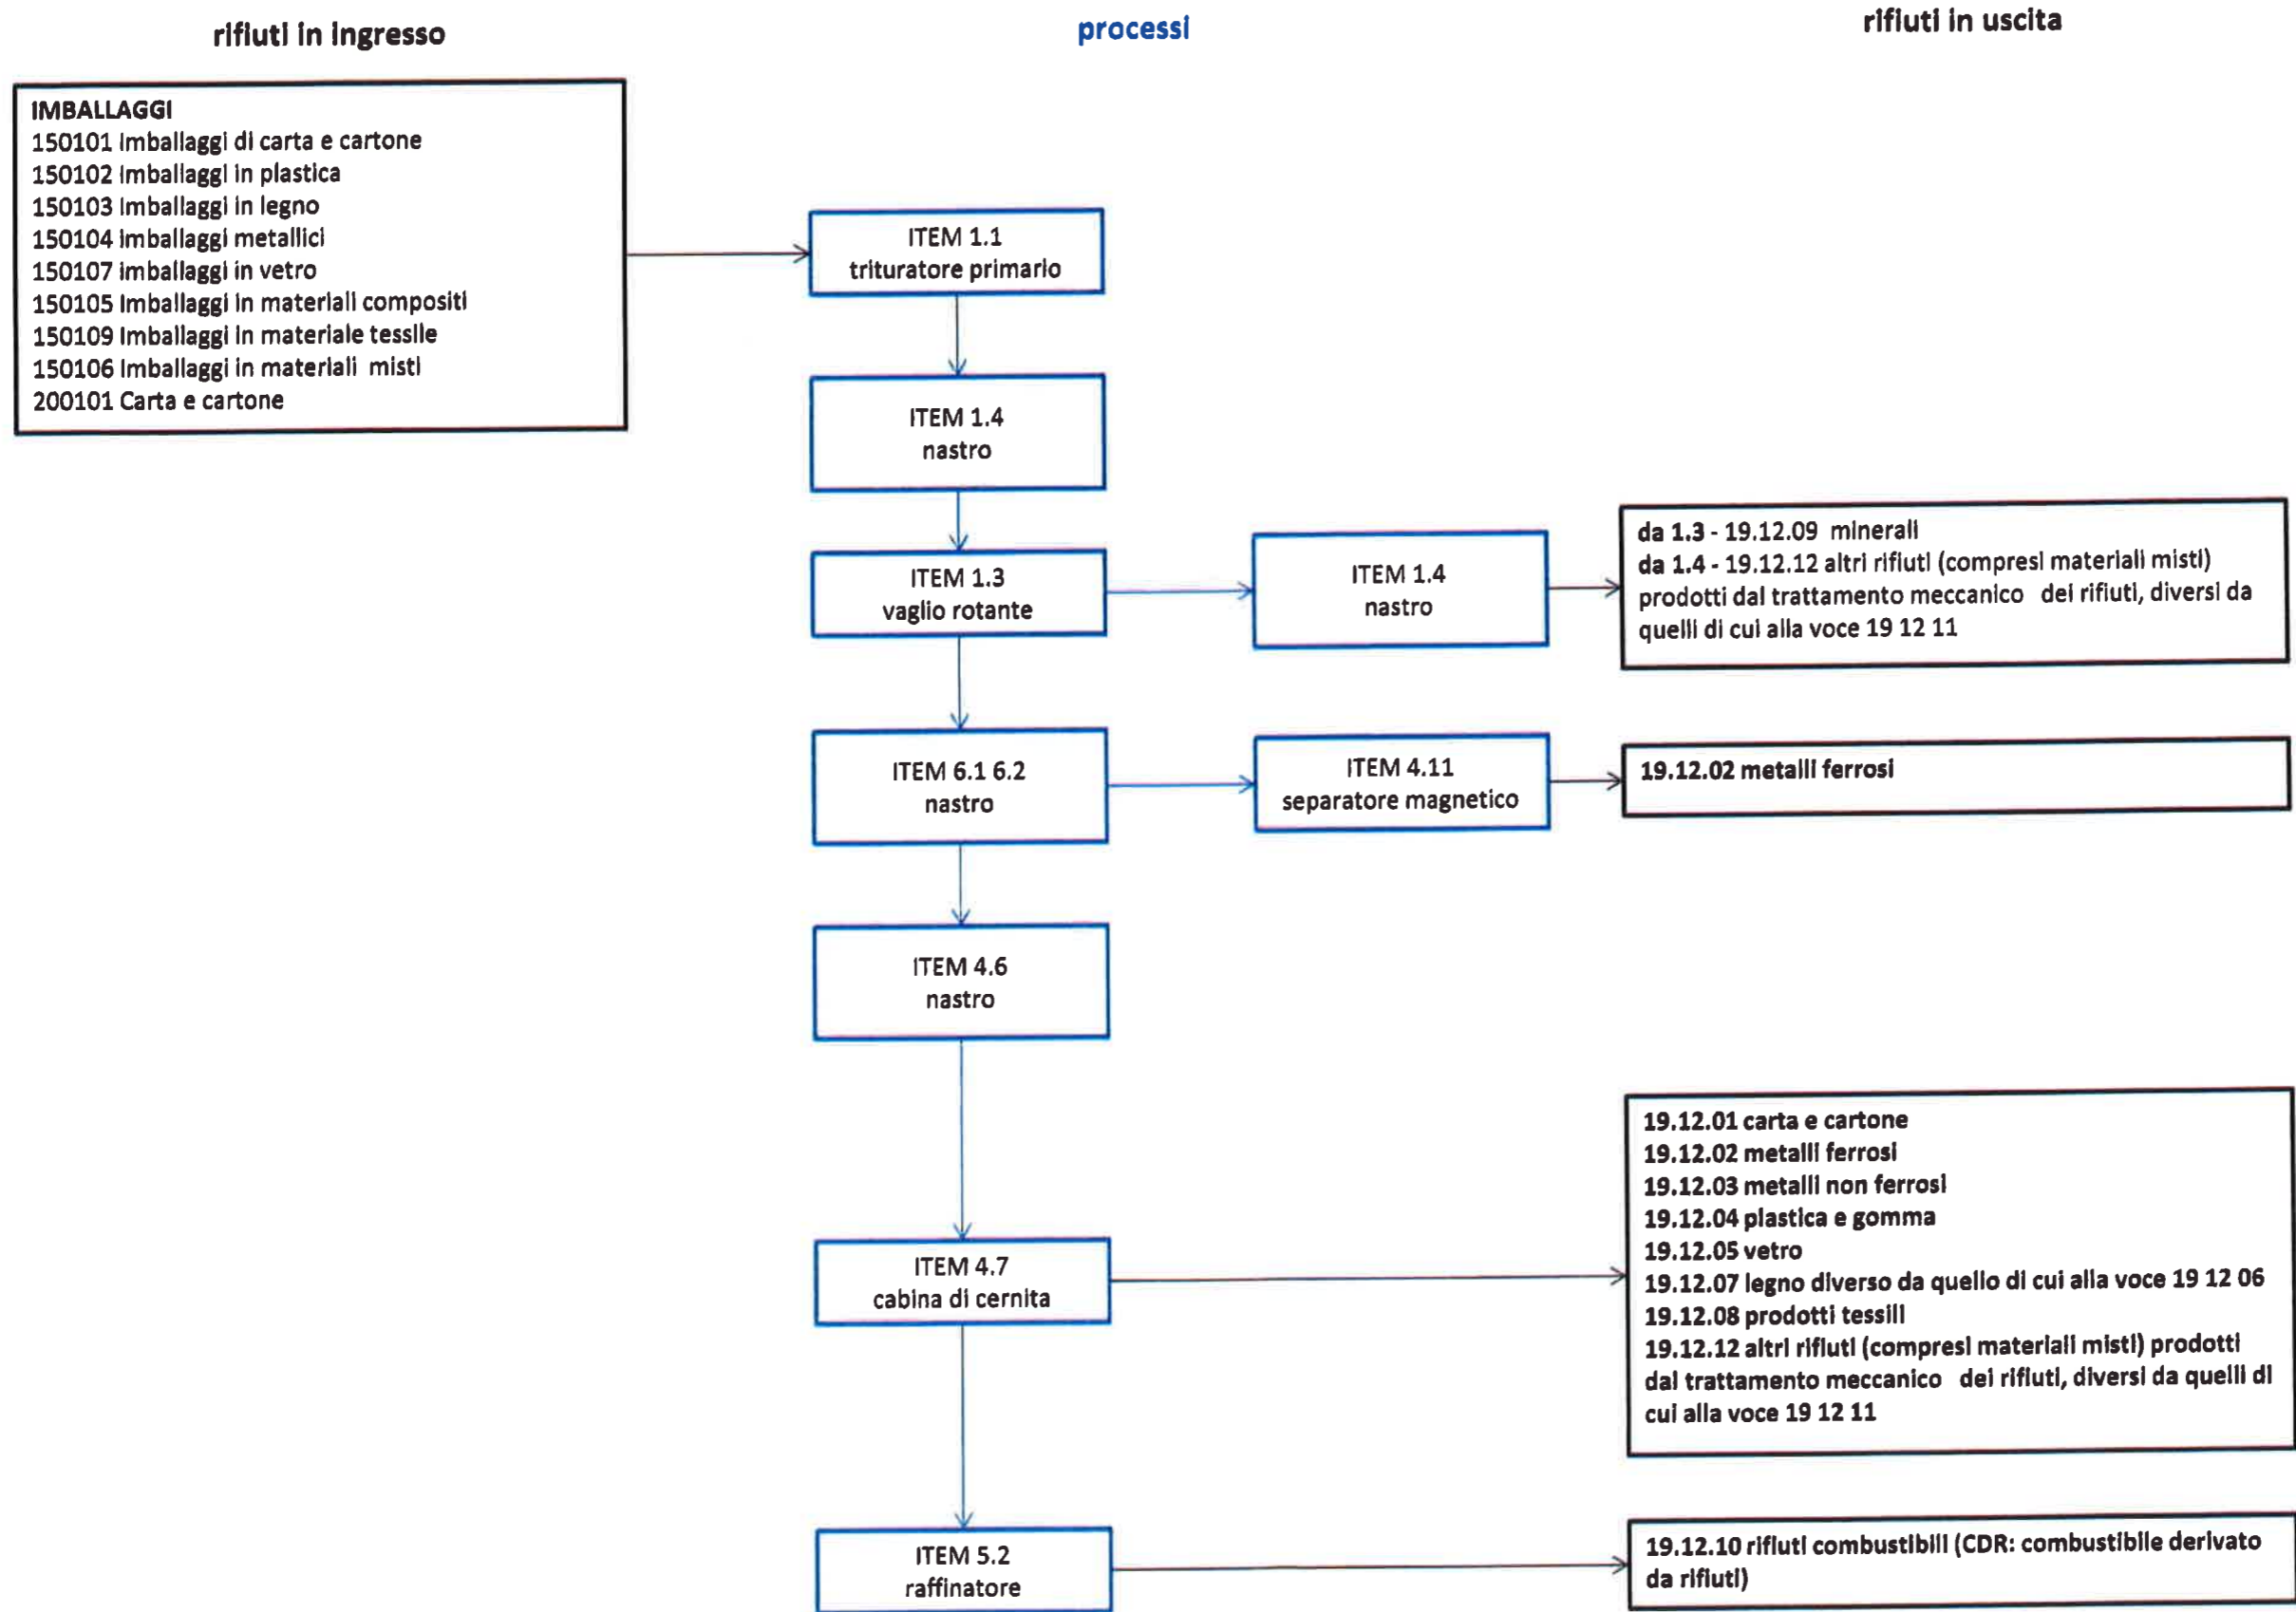 rifiuti in ingresso
processi
rifiuti in uscita
IMBALLAGGI
150101 Imballaggi di carta e cartone
150102 Imballaggi in plastica
150103 Imballaggi in legno
150104 Imballaggi metallici
150107 imballaggi in vetro
150105 Imballaggi in materiali compositi
150109 Imballaggi in materiale tessile
150106 Imballaggi in materiali misti
200101 Carta e cartone
ITEM 1.1
trituratore primario
ITEM 1.4
nastro
ITEM 1.3
vaglio rotante
ITEM 1.4
nastro
da 1.3 - 19.12.09 minerali
da 1.4 - 19.12.12 altri rifiuti (compresi materiali misti)
prodotti dal trattamento meccanico dei rifiuti, diversi da
quelli di cui alla voce 19 12 11
ITEM 6.1 6.2
nastro
ITEM 4.11
separatore magnetico
19.12.02 metalli ferrosi
ITEM 4.6
nastro
ITEM 4.7
cabina di cernita
19.12.01 carta e cartone
19.12.02 metalli ferrosi
19.12.03 metalli non ferrosi
19.12.04 plastica e gomma
19.12.05 vetro
19.12.07 legno diverso da quello di cui alla voce 19 12 06
19.12.08 prodotti tessili
19.12.12 altri rifiuti (compresi materiali misti) prodotti
dal trattamento meccanico dei rifiuti, diversi da quelli di
cui alla voce 19 12 11
ITEM 5.2
raffinatore
19.12.10 rifiuti combustibili (CDR: combustibile derivato
da rifiuti)